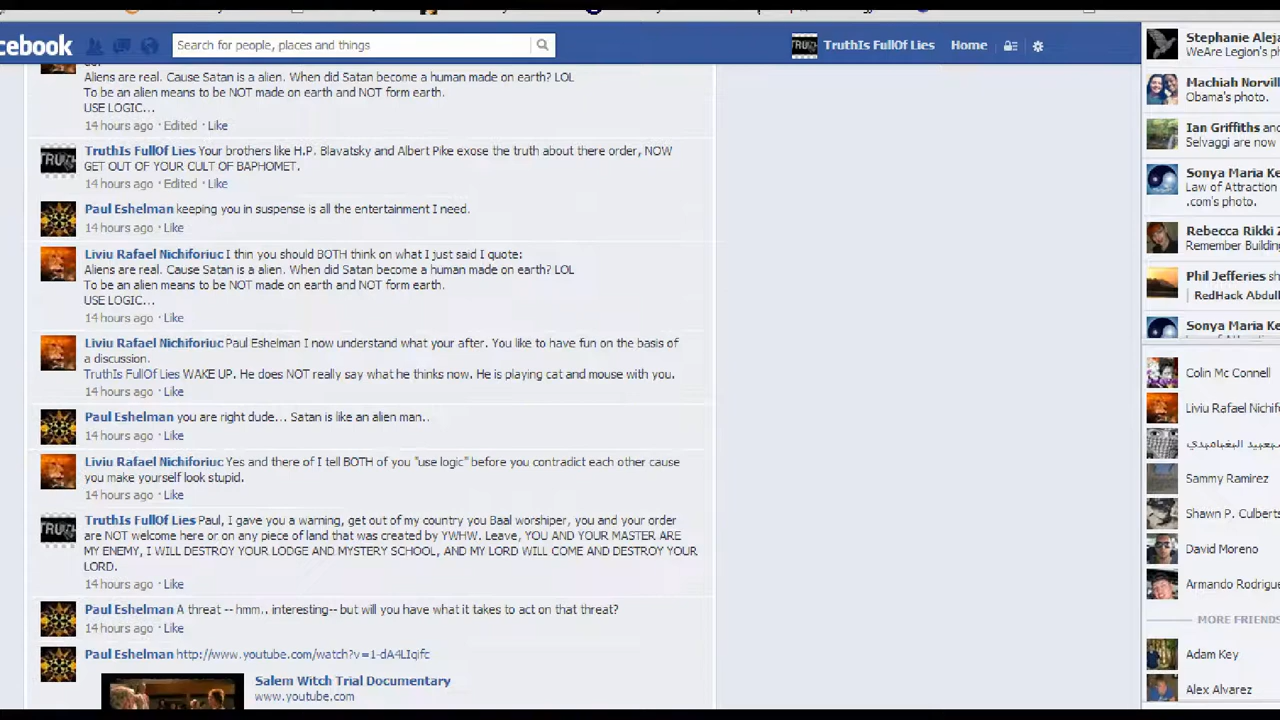 cebook
Search for people, places and things
TruthIs FullOf Lies
Home
Aliens are real. Cause Satan is a alien. When did Satan become a human made on earth? LOL
To be an alien means to be NOT made on earth and NOT form earth.
USE LOGIC...
14 hours ago · Edited · Like
TruthIs FullOf Lies Your brothers like H.P. Blavatsky and Albert Pike exose the truth about there order, NOW
GET OUT OF YOUR CULT OF BAPHOMET.
14 hours ago · Edited · Like
Paul Eshelman keeping you in suspense is all the entertainment I need.
14 hours ago · Like
Liviu Rafael Nichiforiuc I thin you should BOTH think on what I just said I quote:
Aliens are real. Cause Satan is a alien. When did Satan become a human made on earth? LOL
To be an alien means to be NOT made on earth and NOT form earth.
USE LOGIC...
14 hours ago · Like
Liviu Rafael Nichiforiuc Paul Eshelman I now understand what your after. You like to have fun on the basis of
a discussion.
TruthIs FullOf Lies WAKE UP. He does NOT really say what he thinks now. He is playing cat and mouse with you.
14 hours ago · Like
Paul Eshelman you are right dude... Satan is like an alien man..
14 hours ago · Like
Liviu Rafael Nichiforiuc Yes and there of I tell BOTH of you "use logic" before you contradict each other cause
you make yourself look stupid.
14 hours ago · Like
TruthIs FullOf Lies Paul, I gave you a warning, get out of my country you Baal worshiper, you and your order
are NOT welcome here or on any piece of land that was created by YWHW. Leave, YOU AND YOUR MASTER ARE
MY ENEMY, I WILL DESTROY YOUR LODGE AND MYSTERY SCHOOL, AND MY LORD WILL COME AND DESTROY YOUR
LORD.
14 hours ago · Like
Paul Eshelman A threat -- hmm.. interesting-- but will you have what it takes to act on that threat?
14 hours ago · Like
Paul Eshelman http://www.youtube.com/watch?v=1-dA4LIqifc
Salem Witch Trial Documentary
www.youtube.com
Stephanie Aleja
WeAre Legion's ph
Machiah Norvill
Obama's photo.
Ian Griffiths and
Selvaggi are now
Sonya Maria Ke
Law of Attraction
.com's photo.
Rebecca Rikki Z
Remember Building
Phil Jefferies sh
RedHack Abdull
Sonya Maria Ke
Colin Mc Connell
Liviu Rafael Nichif
Sammy Ramirez
Shawn P. Culberts
David Moreno
Armando Rodrigue
MORE FRIENDS
Adam Key
Alex Alvarez